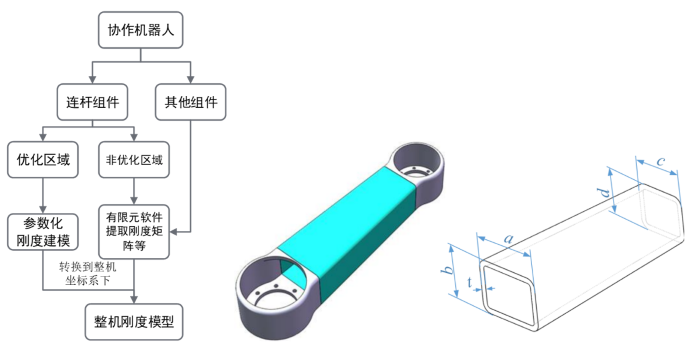 协作机器人
连杆组件
其他组件
优化区域
非优化区域
参数化
刚度建模
有限元软件
提取刚度矩
阵等
转换到整机
坐标系下
整机刚度模型
a
b
t
c
d